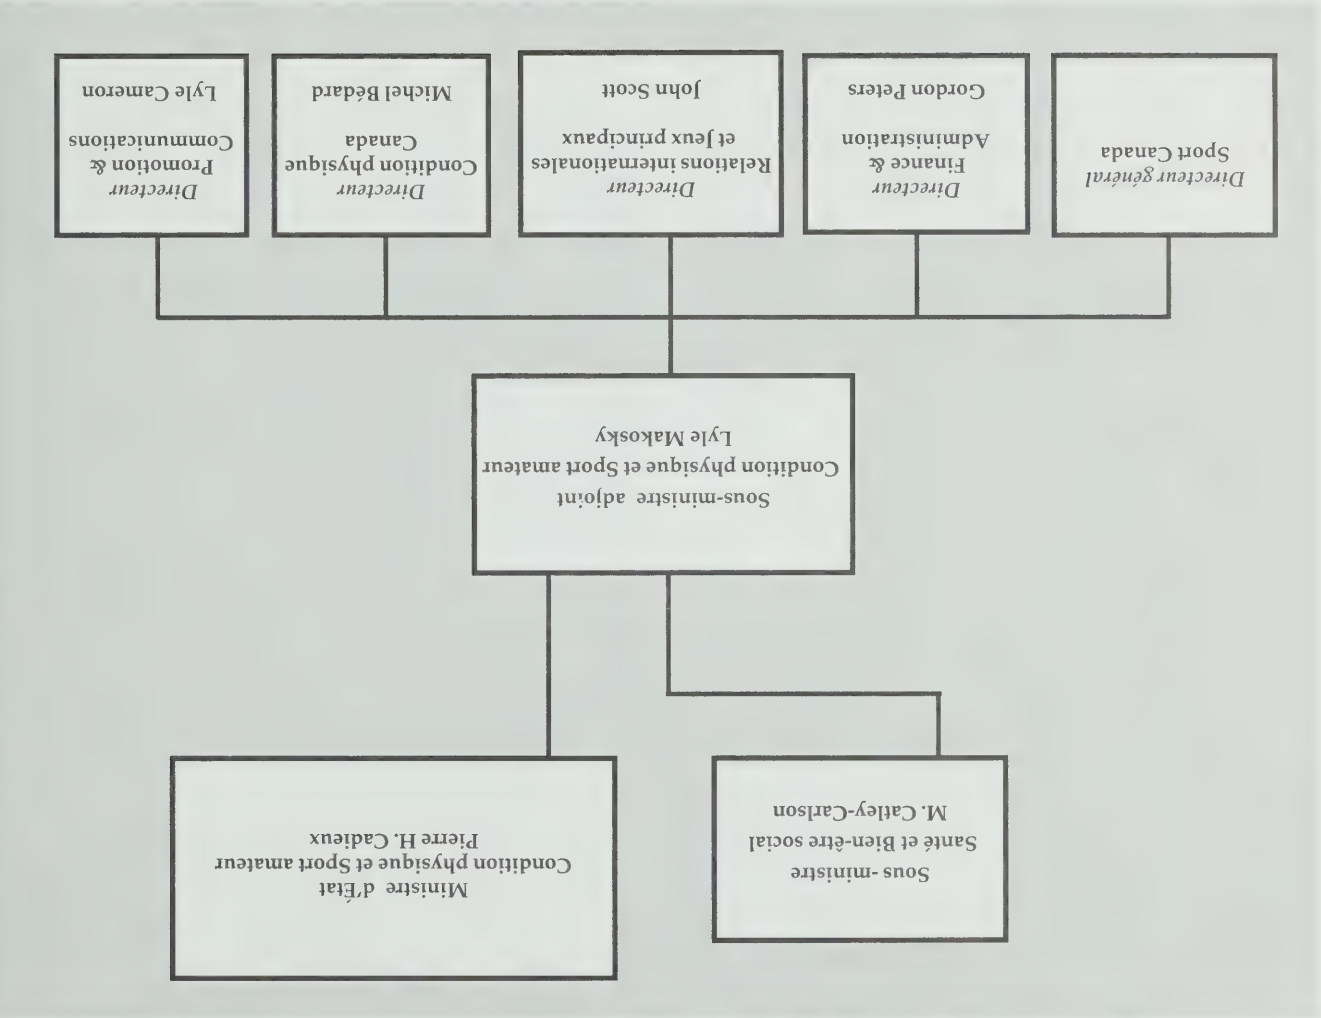 Sous -ministre
Santé et Bien-être social
M. Catley-Carlson
Ministre d'État
Condition physique et Sport amateur
Pierre H. Cadieux
Sous-ministre adjoint
Condition physique et Sport amateur
Lyle Makosky
Directeur général
Sport Canada
Directeur
Finance &
Administration
Gordon Peters
Directeur
Relations internationales
et Jeux principaux
John Scott
Directeur
Condition physique
Canada
Michel Bédard
Directeur
Promotion &
Communications
Lyle Cameron